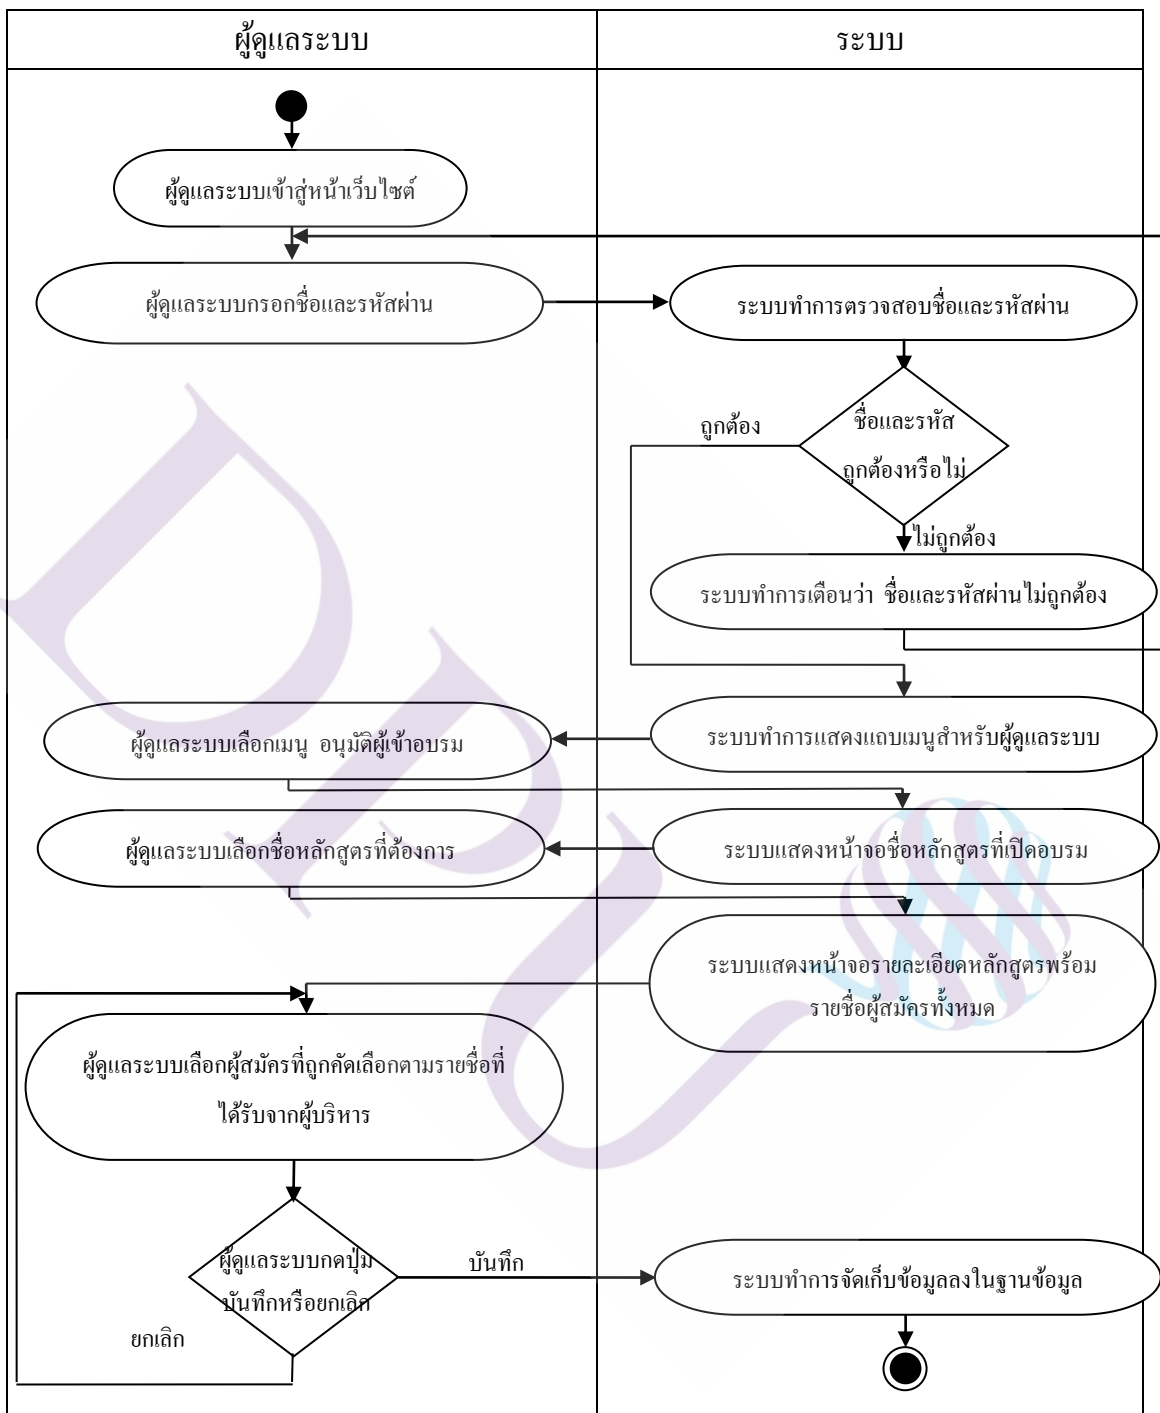 ผู้ดูแลระบบ
ระบบ
ผู้ดูแลระบบเข้าสู่หน้าเว็บไซต์
ผู้ดูแลระบบกรอกชื่อและรหัสผ่าน
ระบบทำการตรวจสอบชื่อและรหัสผ่าน
ถูกต้อง
ชื่อและรหัส
ถูกต้องหรือไม่
ไม่ถูกต้อง
ระบบทำการเตือนว่า ชื่อและรหัสผ่านไม่ถูกต้อง
ผู้ดูแลระบบเลือกเมนู อนุมัติผู้เข้าอบรม
ระบบทำการแสดงแถบเมนูสำหรับผู้ดูแลระบบ
ผู้ดูแลระบบเลือกชื่อหลักสูตรที่ต้องการ
ระบบแสดงหน้าจอชื่อหลักสูตรที่เปิดอบรม
ระบบแสดงหน้าจอรายละเอียดหลักสูตรพร้อม
รายชื่อผู้สมัครทั้งหมด
ผู้ดูแลระบบเลือกผู้สมัครที่ถูกคัดเลือกตามรายชื่อที่
ได้รับจากผู้บริหาร
ผู้ดูแลระบบกดปุ่ม
บันทึกหรือยกเลิก
บันทึก
ระบบทำการจัดเก็บข้อมูลลงในฐานข้อมูล
ยกเลิก
DPU